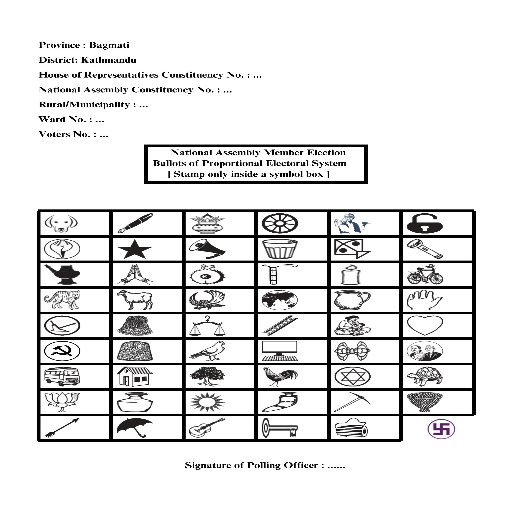 Province : Bagmati
District: Kathmandu
House of Representatives Constituency No. : ...
National Assembly Constituency No. : ...
Rural/Municipality : ...
Ward No. : ...
Voters No. : ...
National Assembly Member Election
Ballots of Proportional Electoral System
[ Stamp only inside a symbol box ]
Signature of Polling Officer : ......